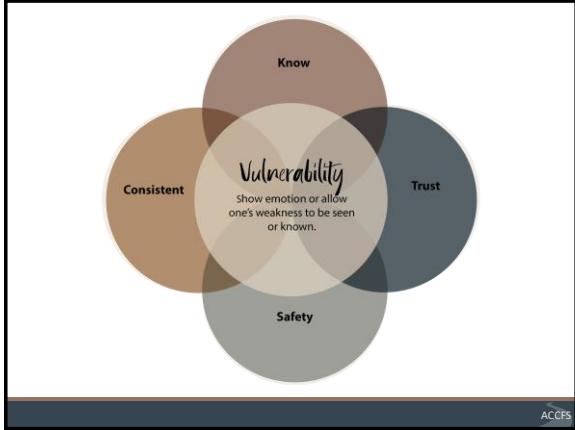 Know
Consistent
Vulnerability
Show emotion or allow
one's weakness to be seen
or known.
Trust
Safety
ACCFS